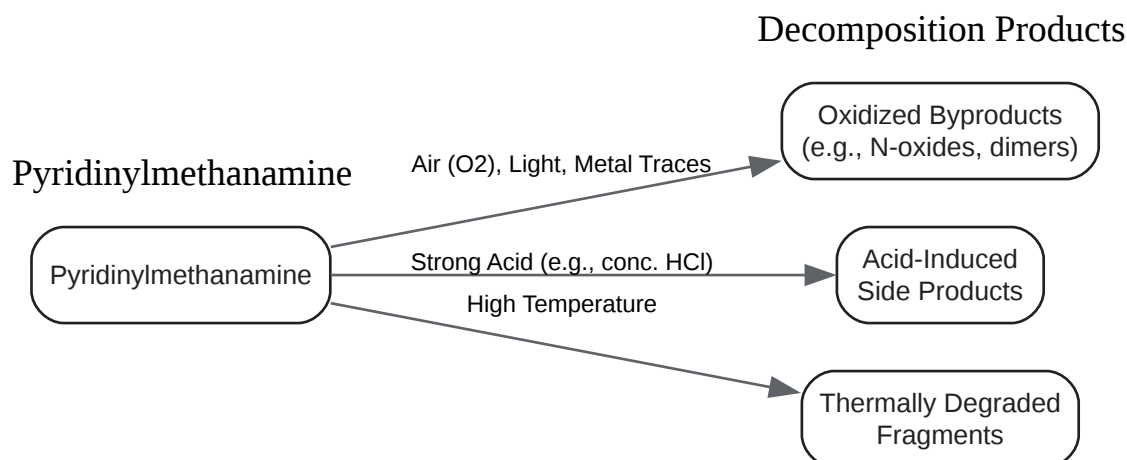 Decomposition Products
Oxidized Byproducts
(e.g., N-oxides, dimers)
Air (O2), Light, Metal Traces
Pyridinylmethanamine
Pyridinylmethanamine
Strong Acid (e.g., conc. HCl)
Acid-Induced
Side Products
High Temperature
Thermally Degraded
Fragments